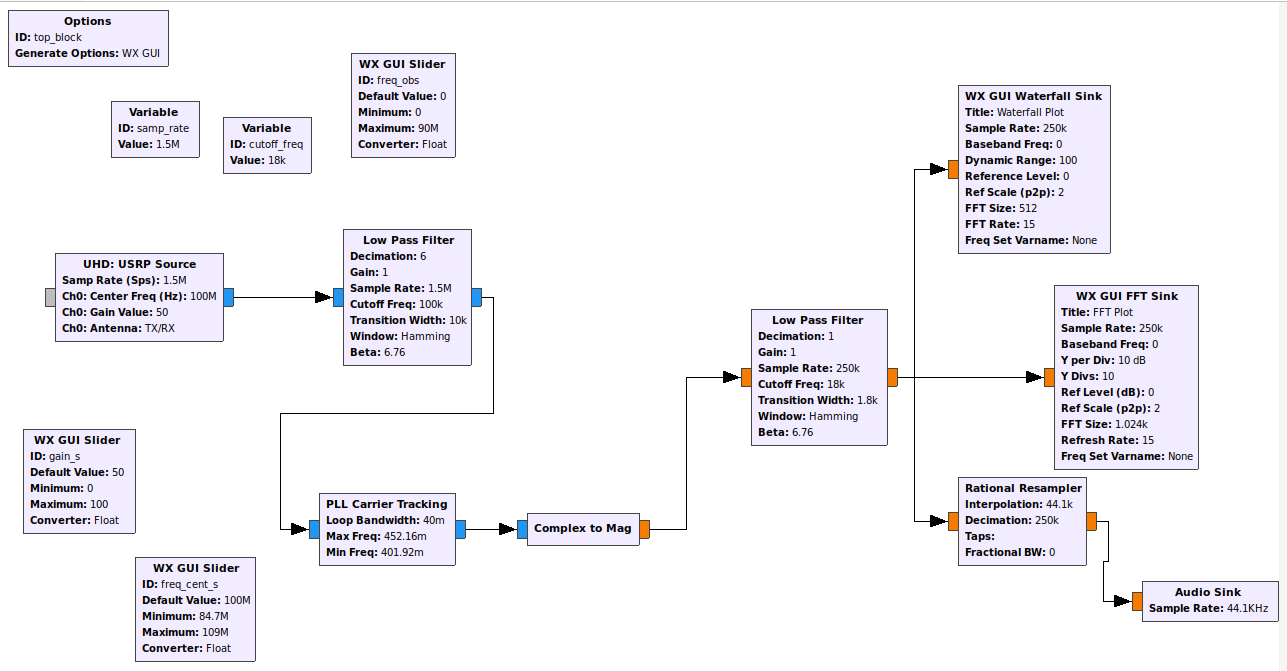 Options
ID: top_block
Generate Options: WX GUI
Variable
ID: samp_rate
Value: 1.5M
Variable
ID: cutoff_freq
Value: 18k
WX GUI Slider
ID: freq_obs
Default Value: 0
Minimum: 0
Maximum: 90M
Converter: Float
UHD: USRP Source
Samp Rate (Sps): 1.5M
Ch0: Center Freq (Hz): 100M
Ch0: Gain Value: 50
Ch0: Antenna: TX/RX
Low Pass Filter
Decimation: 6
Gain: 1
Sample Rate: 1.5M
Cutoff Freq: 100k
Transition Width: 10k
Window: Hamming
Beta: 6.76
WX GUI Slider
ID: gain_s
Default Value: 50
Minimum: 0
Maximum: 100
Converter: Float
WX GUI Slider
ID: freq_cent_s
Default Value: 100M
Minimum: 84.7M
Maximum: 109M
Converter: Float
PLL Carrier Tracking
Loop Bandwidth: 40m
Max Freq: 452.16m
Min Freq: 401.92m
Complex to Mag
Low Pass Filter
Decimation: 1
Gain: 1
Sample Rate: 250k
Cutoff Freq: 18k
Transition Width: 1.8k
Window: Hamming
Beta: 6.76
WX GUI Waterfall Sink
Title: Waterfall Plot
Sample Rate: 250k
Baseband Freq: 0
Dynamic Range: 100
Reference Level: 0
Ref Scale (p2p): 2
FFT Size: 512
FFT Rate: 15
Freq Set Varname: None
WX GUI FFT Sink
Title: FFT Plot
Sample Rate: 250k
Baseband Freq: 0
Y per Div: 10 dB
Y Divs: 10
Ref Level (dB): 0
Ref Scale (p2p): 2
FFT Size: 1.024k
Refresh Rate: 15
Freq Set Varname: None
Rational Resampler
Interpolation: 44.1k
Decimation: 250k
Taps:
Fractional BW: 0
Audio Sink
Sample Rate: 44.1KHz